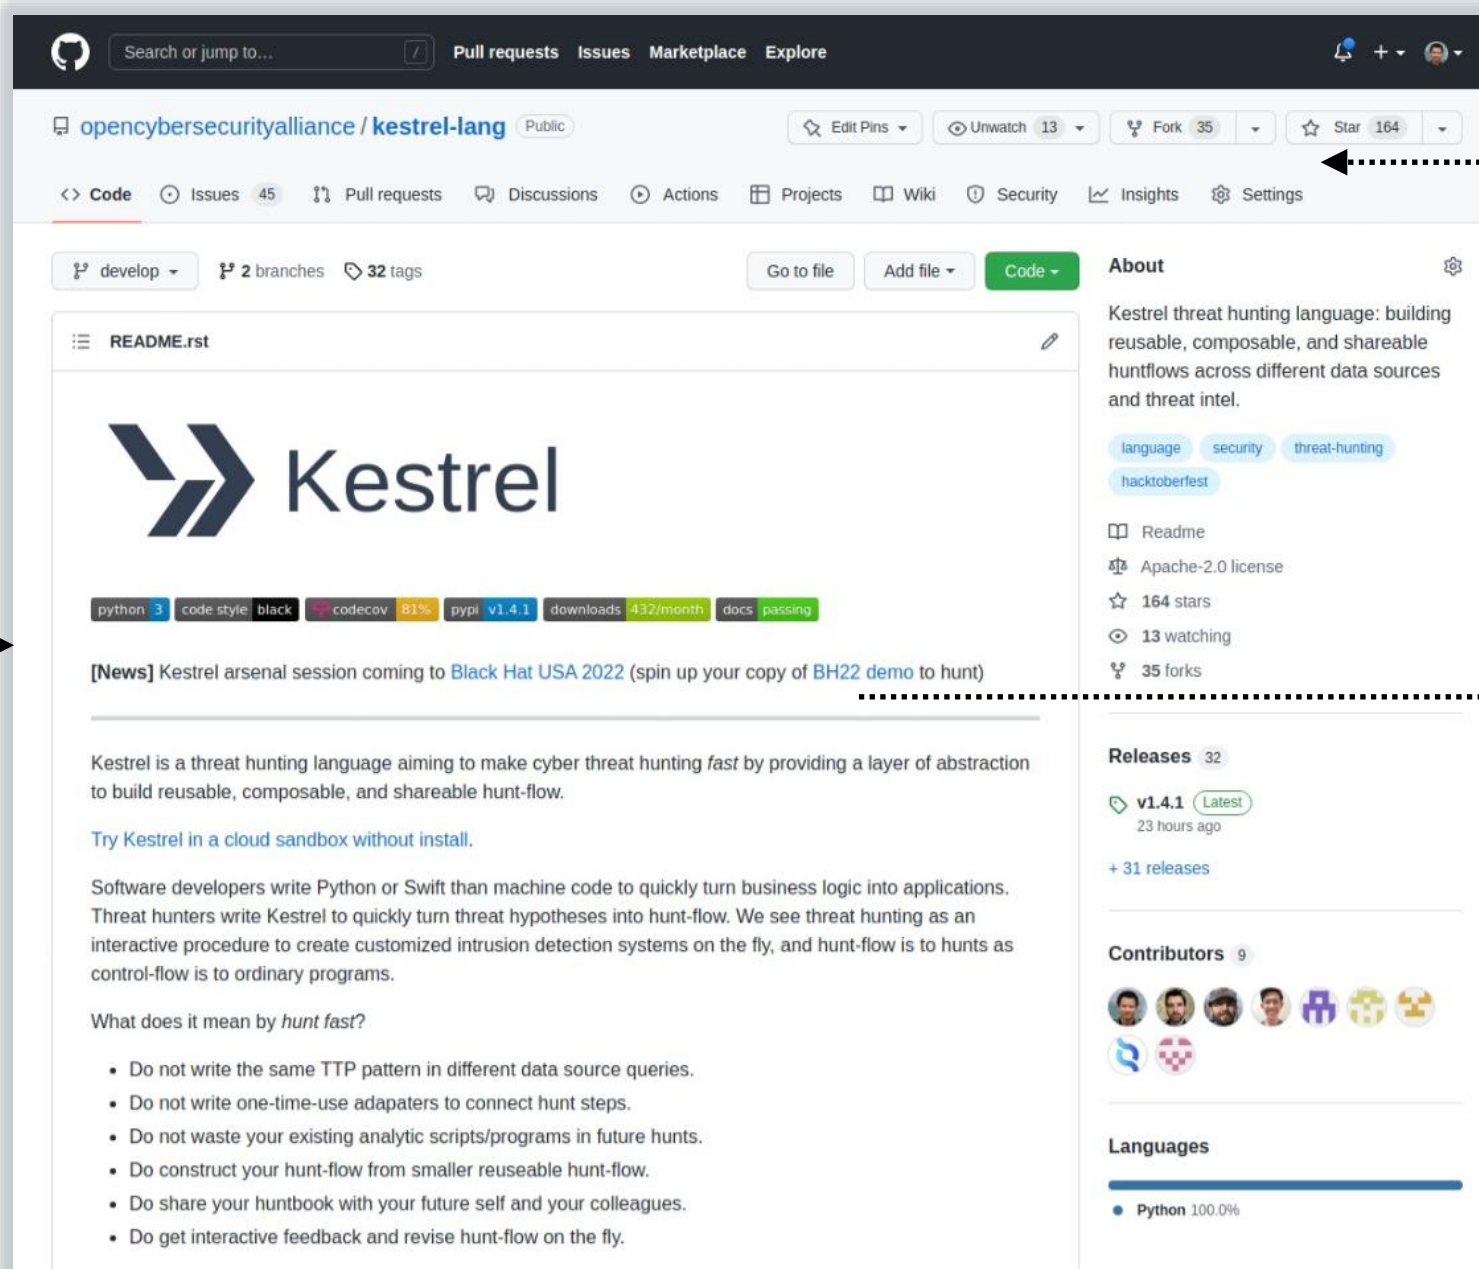 Search or jump to... / Pull requests Issues Marketplace Explore
opencybersecurityalliance / kestrel-lang Public Edit Pins Unwatch 13 Fork 35 Star 164
Code Issues 45 Pull requests Discussions Actions Projects Wiki Security Insights Settings
develop 2 branches 32 tags Go to file Add file Code
README.rst
Kestrel
python 3 code style black codecov 81% pypi v1.4.1 downloads 432/month docs passing
[News] Kestrel arsenal session coming to Black Hat USA 2022 (spin up your copy of BH22 demo to hunt)
Kestrel is a threat hunting language aiming to make cyber threat hunting fast by providing a layer of abstraction
to build reusable, composable, and shareable hunt-flow.
Try Kestrel in a cloud sandbox without install.
Software developers write Python or Swift than machine code to quickly turn business logic into applications.
Threat hunters write Kestrel to quickly turn threat hypotheses into hunt-flow. We see threat hunting as an
interactive procedure to create customized intrusion detection systems on the fly, and hunt-flow is to hunts as
control-flow is to ordinary programs.
What does it mean by hunt fast?
• Do not write the same TTP pattern in different data source queries.
• Do not write one-time-use adapaters to connect hunt steps.
• Do not waste your existing analytic scripts/programs in future hunts.
• Do construct your hunt-flow from smaller reuseable hunt-flow.
• Do share your huntbook with your future self and your colleagues.
• Do get interactive feedback and revise hunt-flow on the fly.
About
Kestrel threat hunting language: building
reusable, composable, and shareable
huntflows across different data sources
and threat intel.
language security threat-hunting
hacktoberfest
Readme
Apache-2.0 license
164 stars
13 watching
35 forks
Releases 32
v1.4.1 Latest
23 hours ago
+ 31 releases
Contributors 9
Languages
Python 100.0%